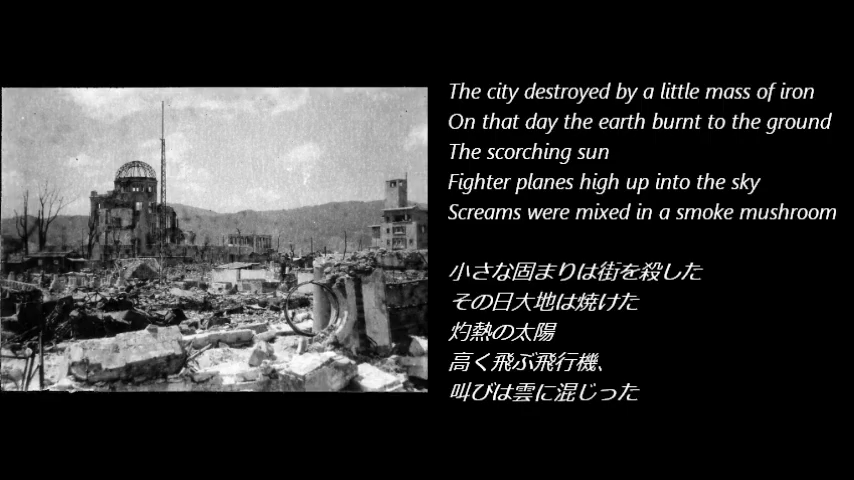 The city destroyed by a little mass of iron
On that day the earth burnt to the ground
The scorching sun
Fighter planes high up into the sky
Screams were mixed in a smoke mushroom
小さな固まりは街を殺した
その日大地は焼けた
灼熱の太陽
高く飛ぶ飛行機、
叫びは雲に混じった